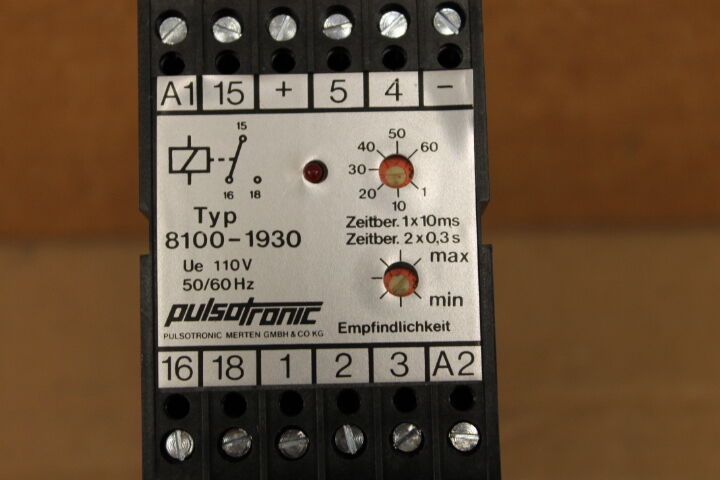 A1 15 + 5 4 -
15
16 18
50
40 60
30
20 1
10
Typ
8100-1930
Zeitber. 1x10ms
Zeitber. 2x0,3s
Ue 110V
50/60Hz
max
min
pulsotronic
PULSOTRONIC MERTEN GMBH & CO KG
Empfindlichkeit
16 18 1 2 3 A2